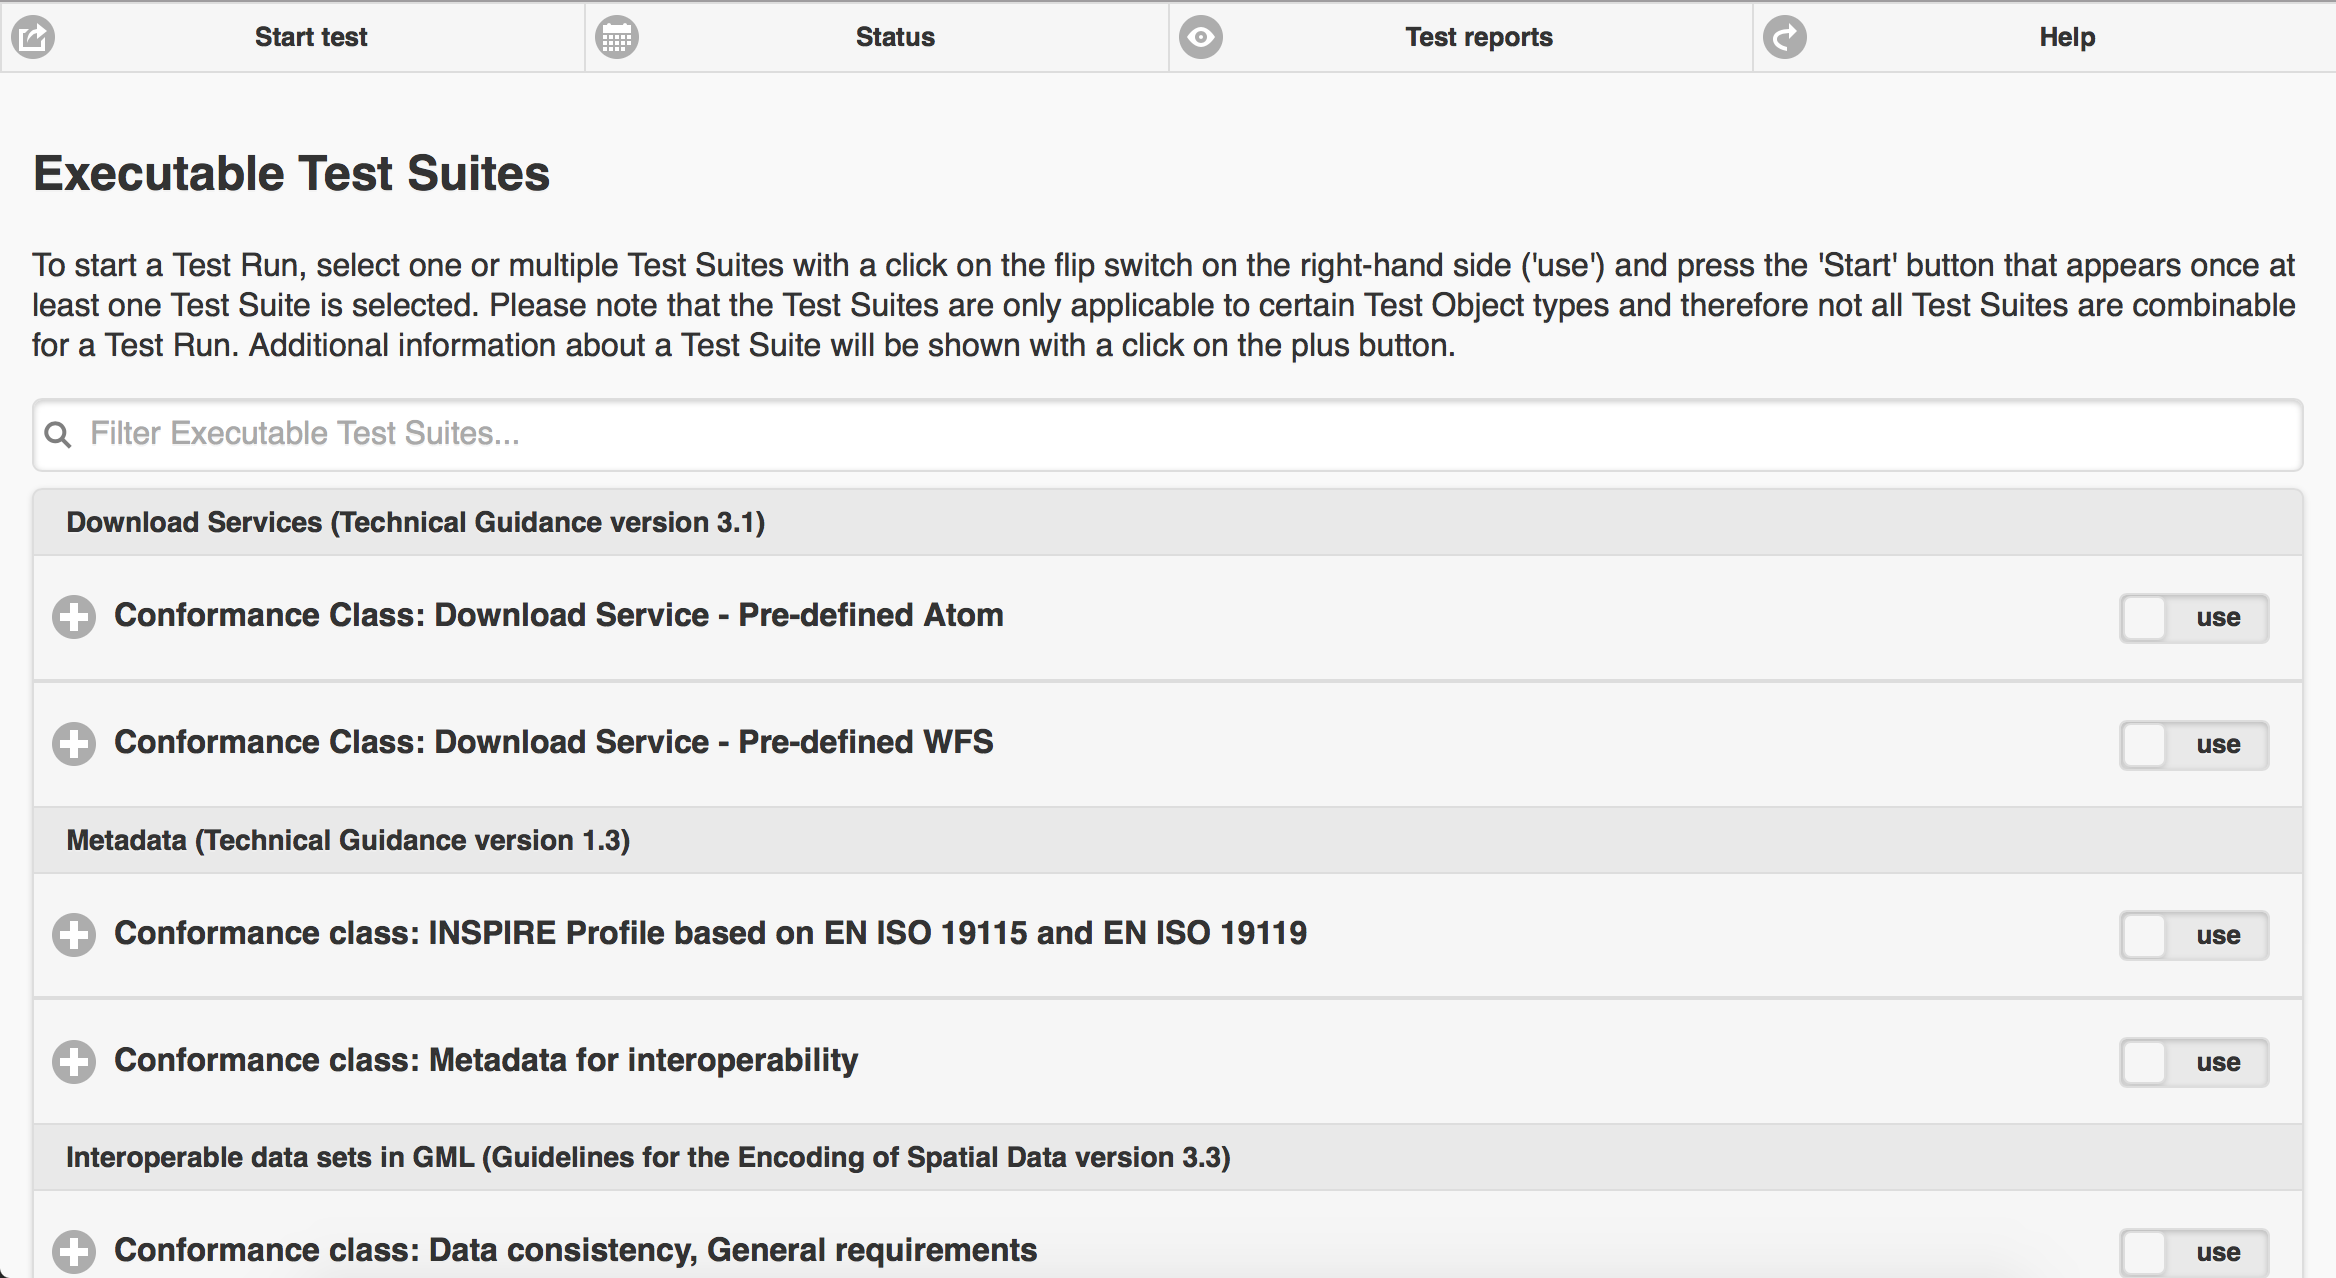 Start test
Status
Test reports
Help
Executable Test Suites
To start a Test Run, select one or multiple Test Suites with a click on the flip switch on the right-hand side ('use') and press the 'Start' button that appears once at
least one Test Suite is selected. Please note that the Test Suites are only applicable to certain Test Object types and therefore not all Test Suites are combinable
for a Test Run. Additional information about a Test Suite will be shown with a click on the plus button.
Filter Executable Test Suites...
Download Services (Technical Guidance version 3.1)
Conformance Class: Download Service - Pre-defined Atom
use
Conformance Class: Download Service - Pre-defined WFS
use
Metadata (Technical Guidance version 1.3)
Conformance class: INSPIRE Profile based on EN ISO 19115 and EN ISO 19119
use
Conformance class: Metadata for interoperability
use
Interoperable data sets in GML (Guidelines for the Encoding of Spatial Data version 3.3)
Conformance class: Data consistency, General requirements
use